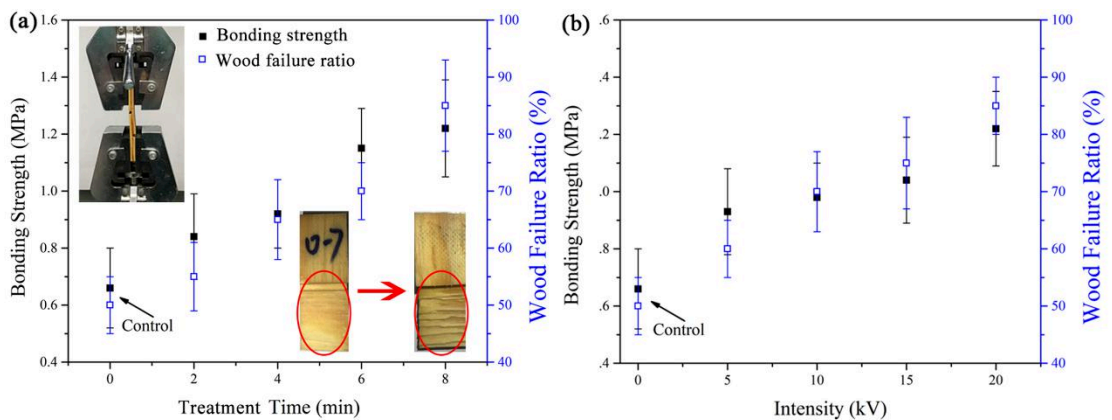 (a)
Bonding strength
Wood failure ratio
Bonding Strength (MPa)
1.6
1.4
1.2
1.0
0.8
0.6
0.4
Control
0-7
0 2 4 6 8
Treatment Time (min)
100
90
80
70
60
50
40
Wood Failure Ratio (%)
(b)
Bonding Strength (MPa)
.6
.4
.2
.0
.8
.6
.4
Control
0 5 10 15 20
Intensity (kV)
100
90
80
70
60
50
40
Wood Failure Ratio (%)